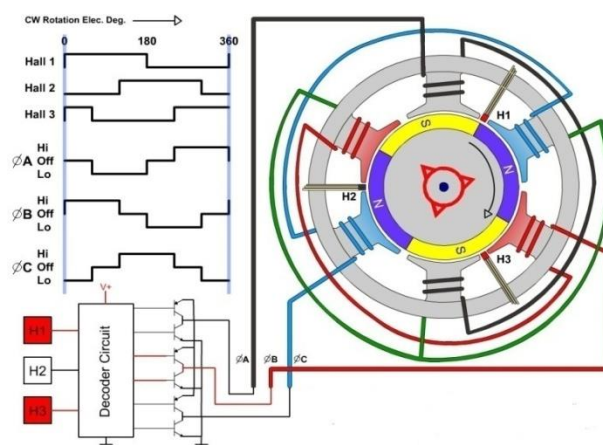 CW Rotation Elec. Deg.
0 180 360
Hall 1
Hall 2
Hall 3
Hi
ØA Off
Lo
Hi
ØB Off
Lo
Hi
ØC Off
Lo
V+
H1
H2
H3
Decoder Circuit
ØA ØB ØC
S
H1
N
N
H2
S
H3